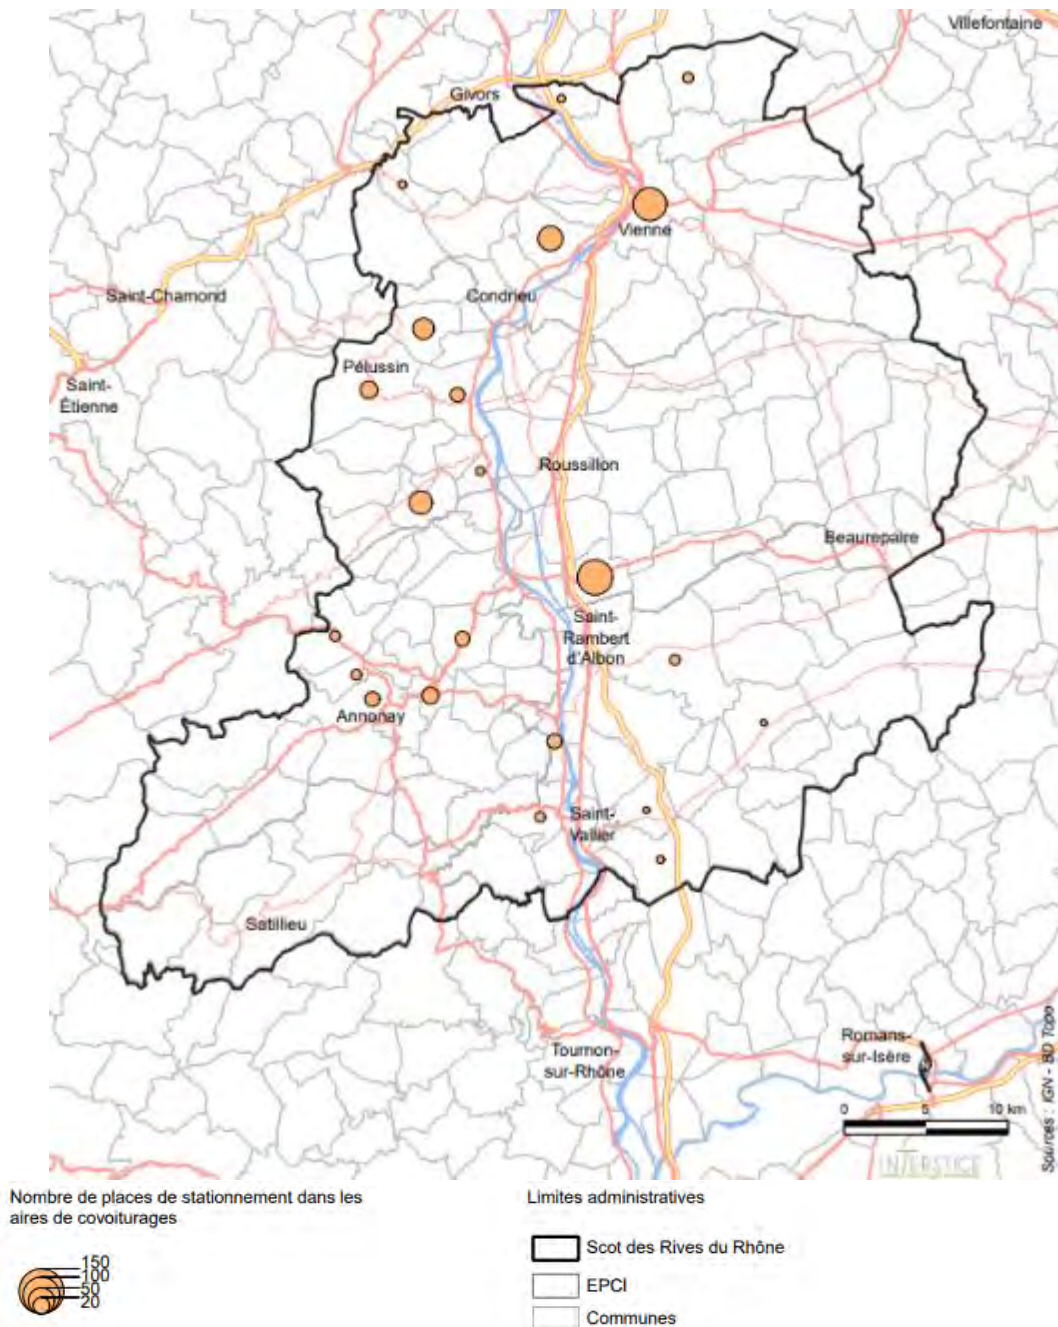 Villefontaine
Givors
Vienne
Condrieu
Saint-Chamond
Pélussin
Saint-
Étienne
Roussillon
Beaurepaire
Saint-
Rambert
d'Albon
Annonay
Saint-
Vallier
Satillieu
Romans-
sur-Isère
Tournon-
sur-Rhône
0 5 10 km
INTERSTICE
Sources : IGN - BD Topo
Nombre de places de stationnement dans les
aires de covoiturages
150
100
50
20
Limites administratives
Scot des Rives du Rhône
EPCI
Communes